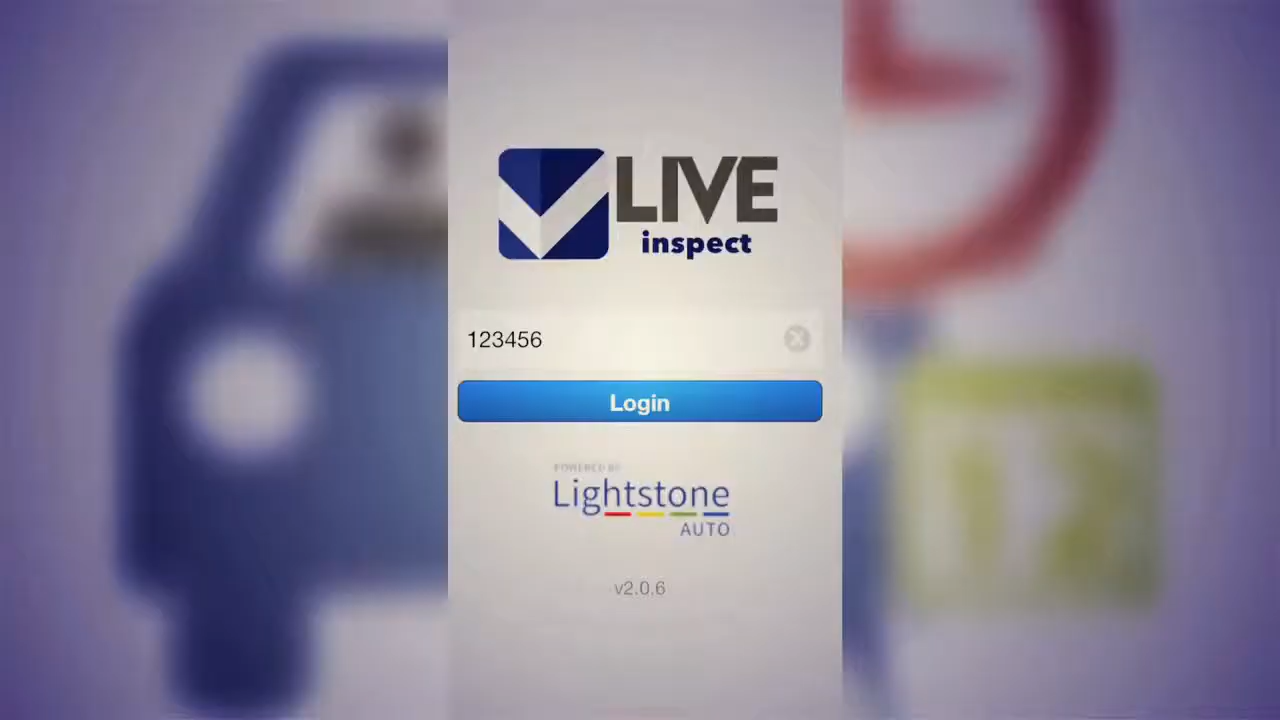 LIVE
inspect
123456
Login
POWERED BY
Lightstone
AUTO
v2.0.6